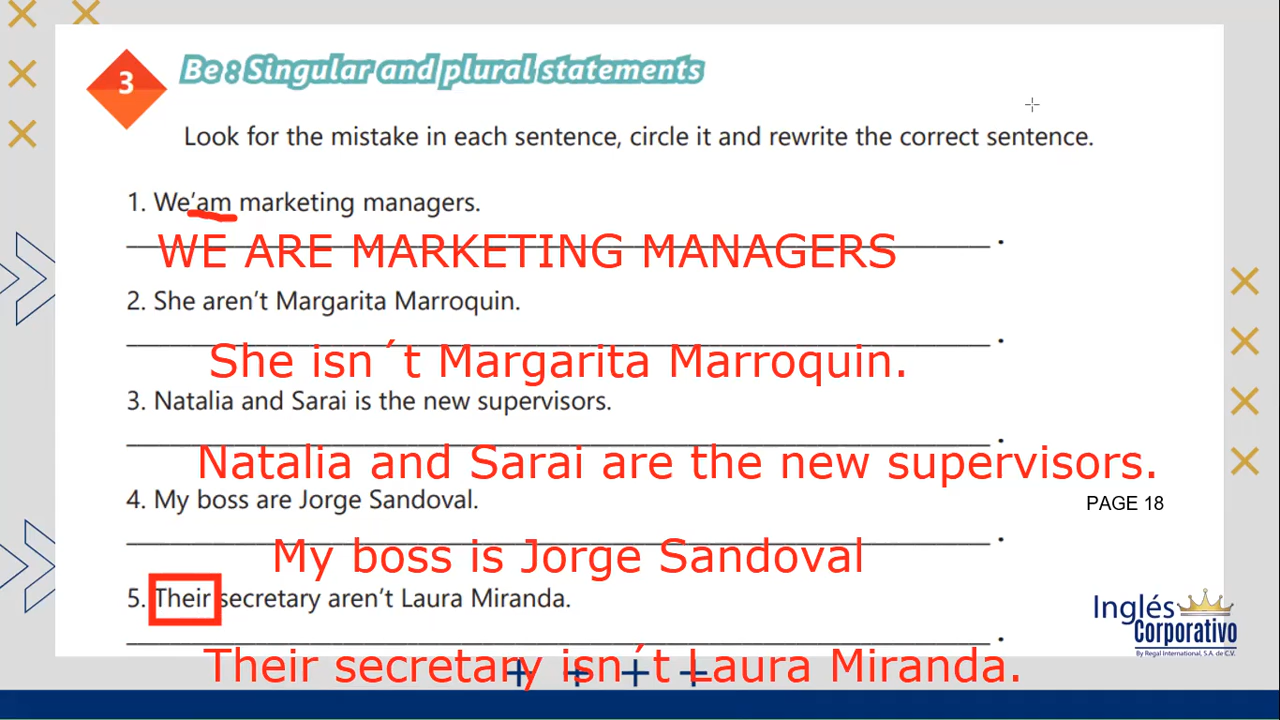 3
Be: Singular and plural statements
Look for the mistake in each sentence, circle it and rewrite the correct sentence.
1. We'am marketing managers.
WE ARE MARKETING MANAGERS
2. She aren't Margarita Marroquin.
She isn´t Margarita Marroquin.
3. Natalia and Sarai is the new supervisors.
Natalia and Sarai are the new supervisors.
4. My boss are Jorge Sandoval.
PAGE 18
My boss is Jorge Sandoval
5. Their secretary aren't Laura Miranda.
Their secretary isn´t Laura Miranda.
Inglés
Corporativo
By Regal International, S.A. de C.V.